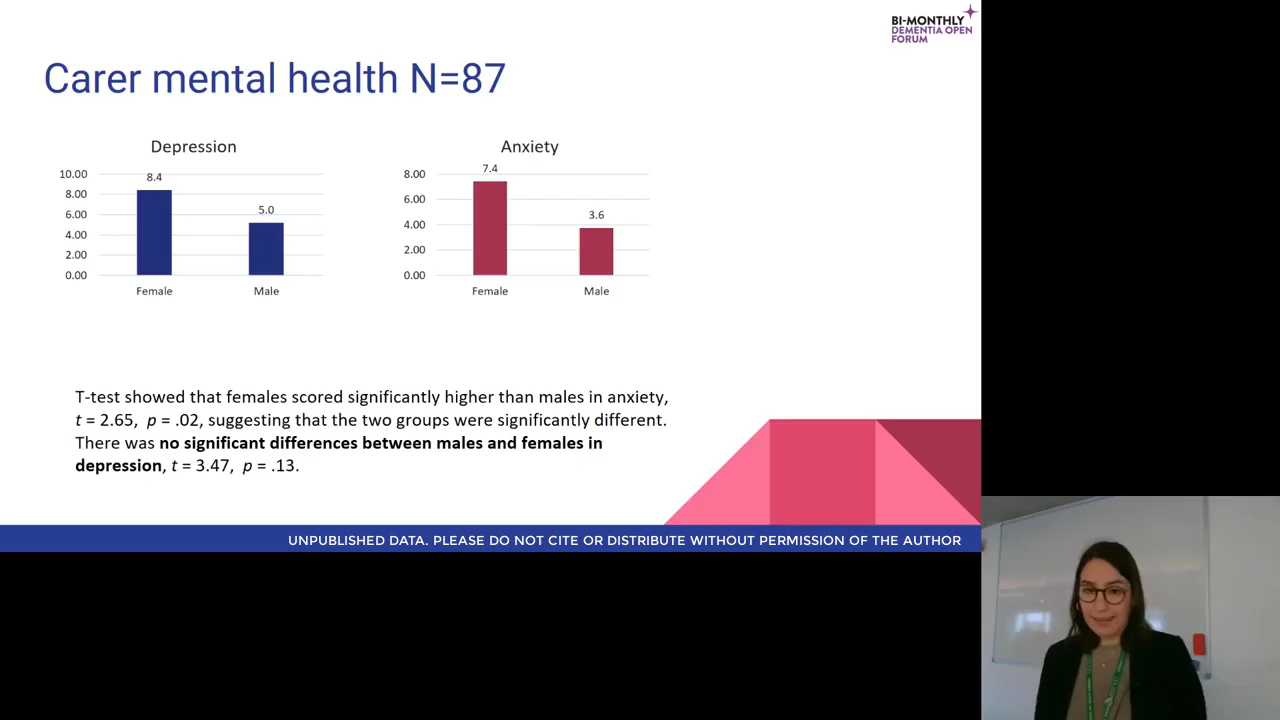 BI-MONTHLY
DEMENTIA OPEN
FORUM
Carer mental health N=87
Depression
10.00
8.00
6.00
4.00
2.00
0.00
8.4
5.0
Female
Male
Anxiety
8.00
6.00
4.00
2.00
0.00
7.4
3.6
Female
Male
T-test showed that females scored significantly higher than males in anxiety,
t = 2.65, p = .02, suggesting that the two groups were significantly different.
There was no significant differences between males and females in
depression, t = 3.47, p = .13.
UNPUBLISHED DATA. PLEASE DO NOT CITE OR DISTRIBUTE WITHOUT PERMISSION OF THE AUTHOR